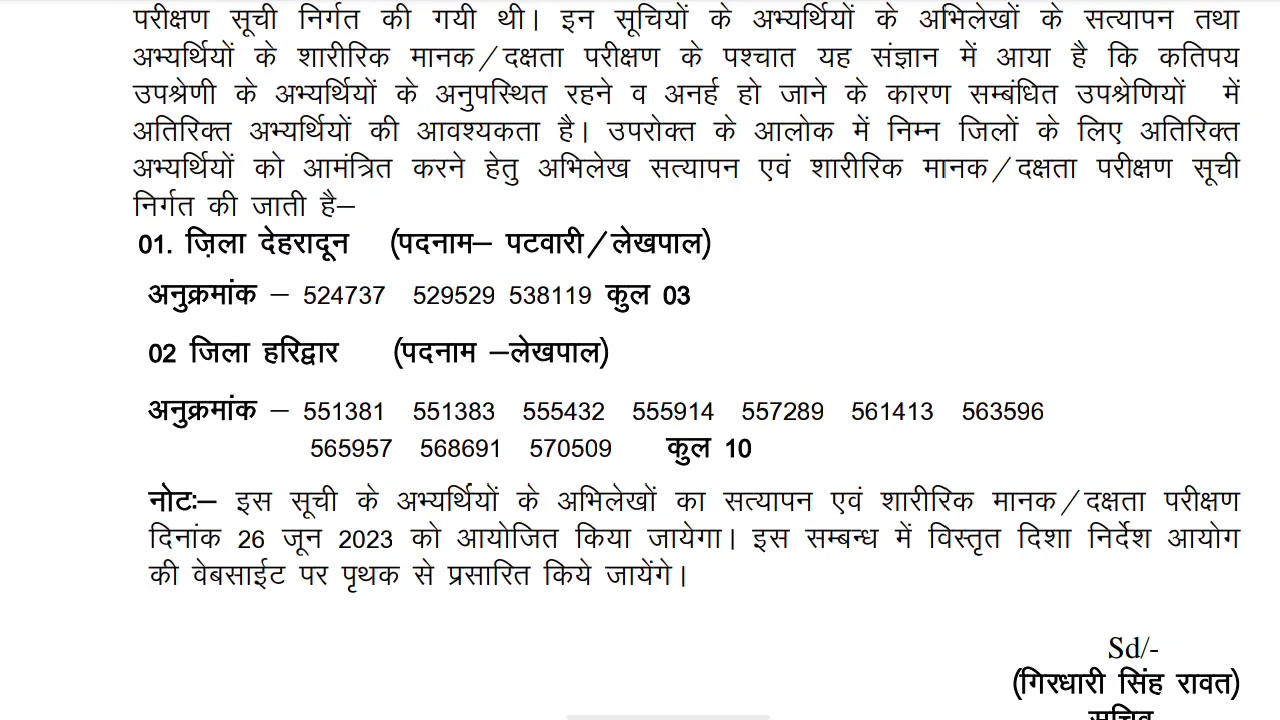 परीक्षण सूची निर्गत की गयी थी। इन सूचियों के अभ्यर्थियों के अभिलेखों के सत्यापन तथा
अभ्यर्थियों के शारीरिक मानक/दक्षता परीक्षण के पश्चात यह संज्ञान में आया है कि कतिपय
उपश्रेणी के अभ्यर्थियों के अनुपस्थित रहने व अनर्ह हो जाने के कारण सम्बंधित उपश्रेणियों में
अतिरिक्त अभ्यर्थियों की आवश्यकता है। उपरोक्त के आलोक में निम्न जिलों के लिए अतिरिक्त
अभ्यर्थियों को आमंत्रित करने हेतु अभिलेख सत्यापन एवं शारीरिक मानक/दक्षता परीक्षण सूची
निर्गत की जाती है–
01. ज़िला देहरादून (पदनाम– पटवारी/लेखपाल)
अनुक्रमांक – 524737 529529 538119 कुल 03
02 जिला हरिद्वार (पदनाम –लेखपाल)
अनुक्रमांक – 551381 551383 555432 555914 557289 561413 563596
565957 568691 570509 कुल 10
नोटः– इस सूची के अभ्यर्थियों के अभिलेखों का सत्यापन एवं शारीरिक मानक/दक्षता परीक्षण
दिनांक 26 जून 2023 को आयोजित किया जायेगा। इस सम्बन्ध में विस्तृत दिशा निर्देश आयोग
की वेबसाईट पर पृथक से प्रसारित किये जायेंगे।
Sd/-
(गिरधारी सिंह रावत)
सचिव